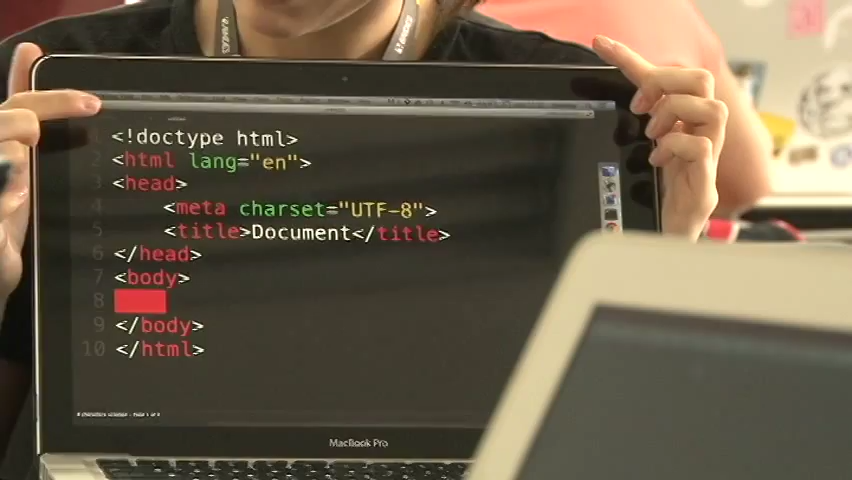 1 <!doctype html>
2 <html lang="en">
3 <head>
4 <meta charset="UTF-8">
5 <title>Document</title>
6 </head>
7 <body>
8
9 </body>
10 </html>
MacBook Pro